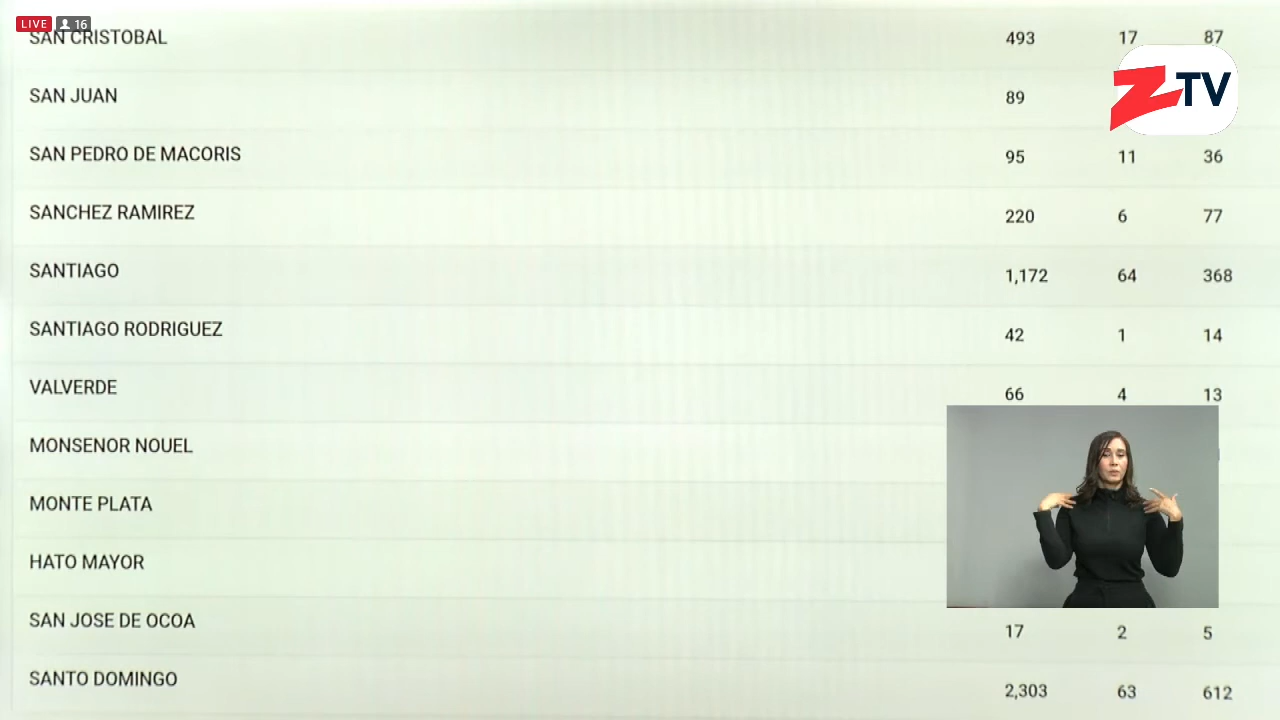 LIVE 16
SAN CRISTOBAL 493 17 87
SAN JUAN 89
ZTV
SAN PEDRO DE MACORIS 95 11 36
SANCHEZ RAMIREZ 220 6 77
SANTIAGO 1,172 64 368
SANTIAGO RODRIGUEZ 42 1 14
VALVERDE 66 4 13
MONSENOR NOUEL
MONTE PLATA
HATO MAYOR
SAN JOSE DE OCOA 17 2 5
SANTO DOMINGO 2,303 63 612